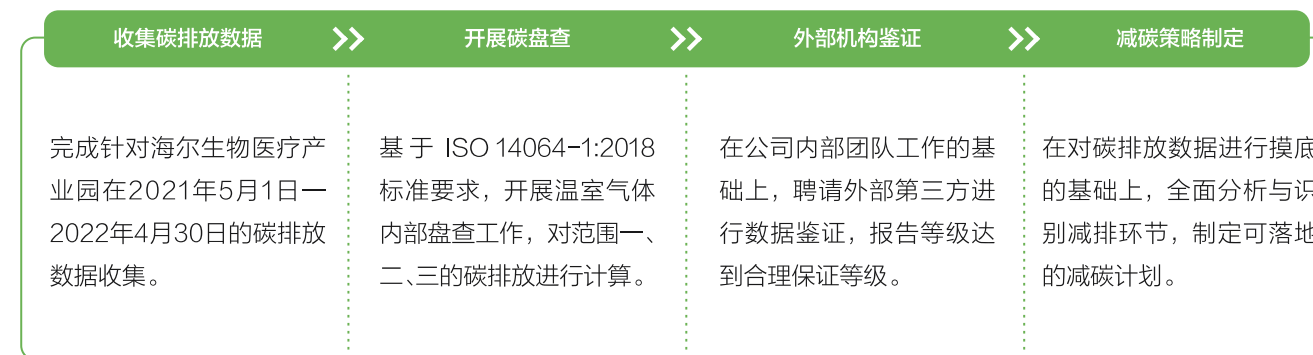 收集碳排放数据
开展碳盘查
外部机构鉴证
减碳策略制定
完成针对海尔生物医疗产
业园在2021年5月1日—
2022年4月30日的碳排放
数据收集。
基于 ISO 14064-1:2018
标准要求，开展温室气体
内部盘查工作，对范围一、
二、三的碳排放进行计算。
在公司内部团队工作的基
础上，聘请外部第三方进
行数据鉴证，报告等级达
到合理保证等级。
在对碳排放数据进行摸底
的基础上，全面分析与识
别减排环节，制定可落地
的减碳计划。